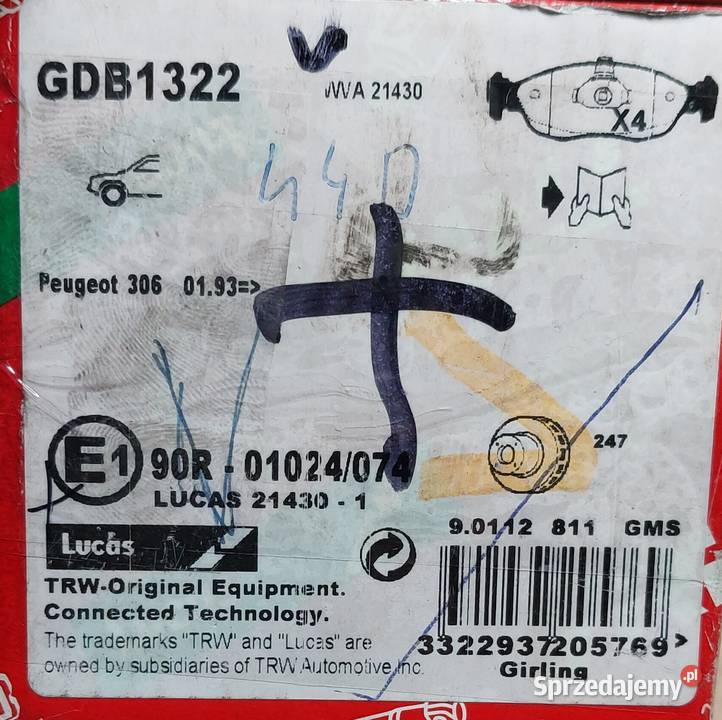 GDB1322
WVA 21430
X4
44D
Peugeot 306 01.93=>
E1 90R - 01024/074
LUCAS 21430 - 1
247
9.0112 811 GMS
Lucas
TRW-Original Equipment.
Connected Technology.
The trademarks "TRW" and "Lucas" are
owned by subsidiaries of TRW Automotive,Inc.
3322937205769>
Girling
Sprzedajemy.pl